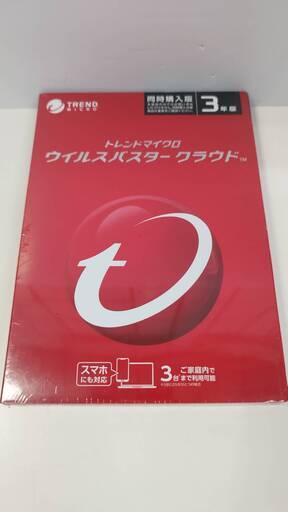 TREND
MICRO
同時購入版
3年版
トレンドマイクロ
ウイルスバスター クラウド™
スマホ
にも対応
ご家庭内で
3台*まで利用可能